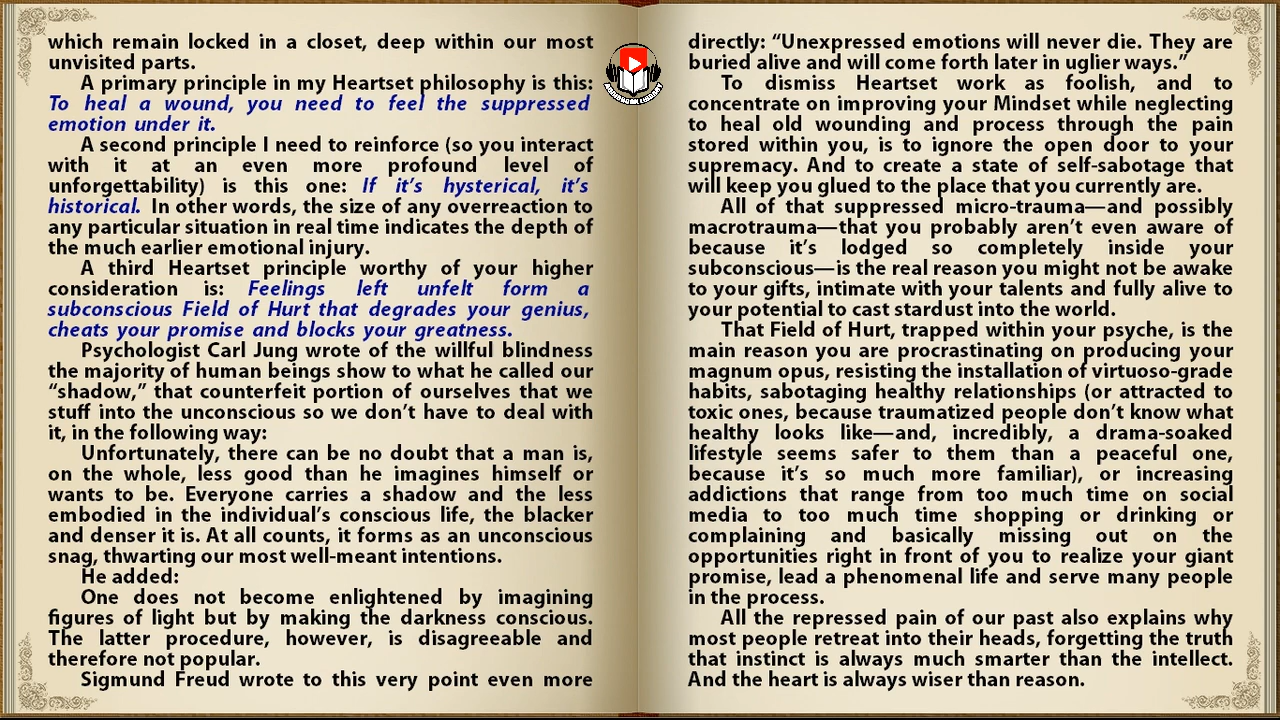 which remain locked in a closet, deep within our most
unvisited parts.
A primary principle in my Heartset philosophy is this:
To heal a wound, you need to feel the suppressed
emotion under it.
A second principle I need to reinforce (so you interact
with it at an even more profound level of
unforgettability) is this one: If it’s hysterical, it’s
historical. In other words, the size of any overreaction to
any particular situation in real time indicates the depth of
the much earlier emotional injury.
A third Heartset principle worthy of your higher
consideration is: Feelings left unfelt form a
subconscious Field of Hurt that degrades your genius,
cheats your promise and blocks your greatness.
Psychologist Carl Jung wrote of the willful blindness
the majority of human beings show to what he called our
“shadow,” that counterfeit portion of ourselves that we
stuff into the unconscious so we don’t have to deal with
it, in the following way:
Unfortunately, there can be no doubt that a man is,
on the whole, less good than he imagines himself or
wants to be. Everyone carries a shadow and the less
embodied in the individual’s conscious life, the blacker
and denser it is. At all counts, it forms as an unconscious
snag, thwarting our most well-meant intentions.
He added:
One does not become enlightened by imagining
figures of light but by making the darkness conscious.
The latter procedure, however, is disagreeable and
therefore not popular.
Sigmund Freud wrote to this very point even more
directly: “Unexpressed emotions will never die. They are
buried alive and will come forth later in uglier ways.”
To dismiss Heartset work as foolish, and to
concentrate on improving your Mindset while neglecting
to heal old wounding and process through the pain
stored within you, is to ignore the open door to your
supremacy. And to create a state of self-sabotage that
will keep you glued to the place that you currently are.
All of that suppressed micro-trauma—and possibly
macrotrauma—that you probably aren’t even aware of
because it’s lodged so completely inside your
subconscious—is the real reason you might not be awake
to your gifts, intimate with your talents and fully alive to
your potential to cast stardust into the world.
That Field of Hurt, trapped within your psyche, is the
main reason you are procrastinating on producing your
magnum opus, resisting the installation of virtuoso-grade
habits, sabotaging healthy relationships (or attracted to
toxic ones, because traumatized people don’t know what
healthy looks like—and, incredibly, a drama-soaked
lifestyle seems safer to them than a peaceful one,
because it’s so much more familiar), or increasing
addictions that range from too much time on social
media to too much time shopping or drinking or
complaining and basically missing out on the
opportunities right in front of you to realize your giant
promise, lead a phenomenal life and serve many people
in the process.
All the repressed pain of our past also explains why
most people retreat into their heads, forgetting the truth
that instinct is always much smarter than the intellect.
And the heart is always wiser than reason.